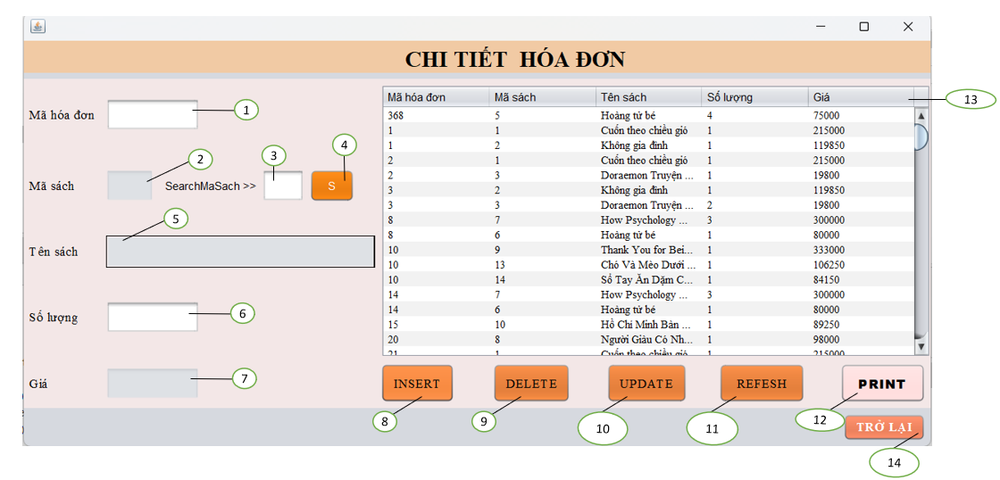 CHI TIẾT HÓA ĐƠN
Mã hóa đơn
1
Mã sách
2
SearchMaSach >>
3
S
4
Tên sách
5
Số lượng
6
Giá
7
Mã hóa đơn Mã sách Tên sách Số lượng Giá
13
368 5 Hoàng tử bé 4 75000
1 1 Cuốn theo chiều gió 1 215000
1 2 Không gia đình 1 119850
2 1 Cuốn theo chiều gió 1 215000
2 3 Doraemon Truyện ... 1 19800
3 2 Không gia đình 1 119850
3 3 Doraemon Truyện ... 2 19800
8 7 How Psychology ... 3 300000
8 6 Hoàng tử bé 1 80000
10 9 Thank You for Bei... 1 333000
10 13 Chó Và Mèo Dưới ... 1 106250
10 14 Sổ Tay Ăn Dặm C... 1 84150
14 7 How Psychology ... 3 300000
14 6 Hoàng tử bé 1 80000
15 10 Hồ Chí Minh Bàn ... 1 89250
20 8 Người Giàu Có Nh... 1 98000
21 1 Cuốn theo chiều gió 1 215000
INSERT DELETE UPDATE REFESH PRINT
8 9 10 11 12
TRỞ LẠI
14